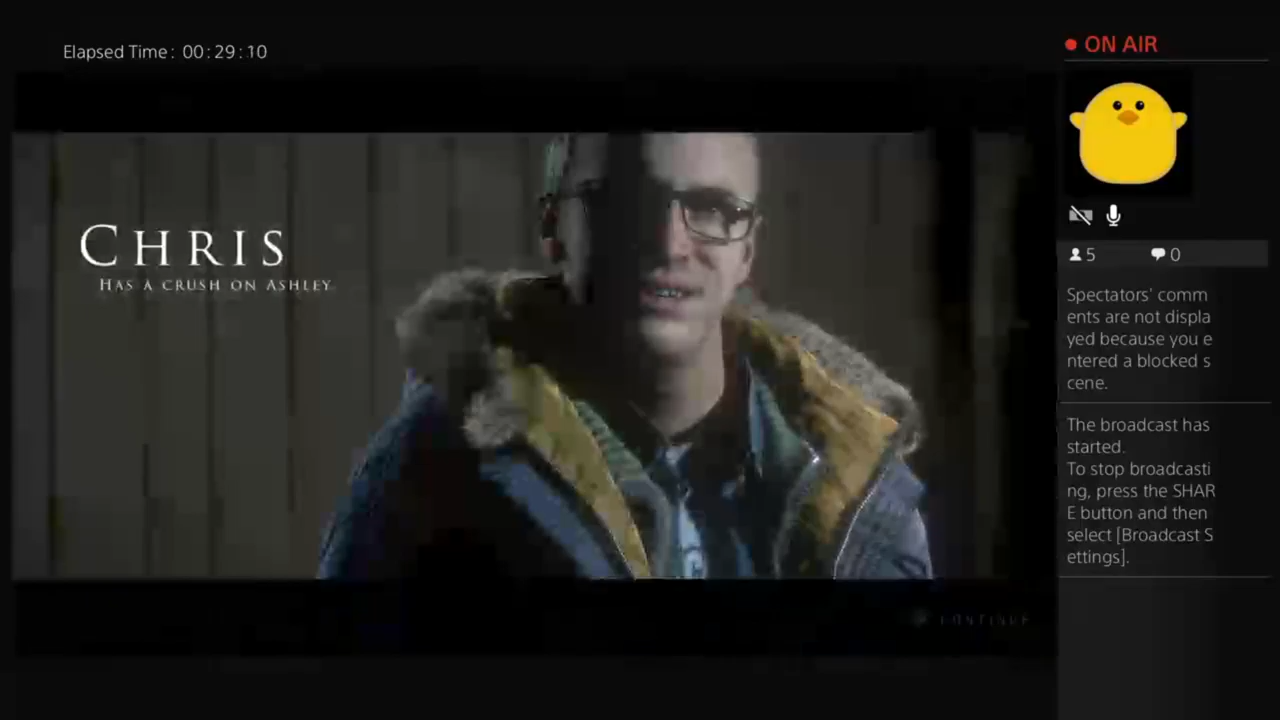 Elapsed Time: 00:29:10
ON AIR
CHRIS
HAS A CRUSH ON ASHLEY
5 0
Spectators' comm
ents are not displa
yed because you e
ntered a blocked s
cene.
The broadcast has
started.
To stop broadcasti
ng, press the SHAR
E button and then
select [Broadcast S
ettings].
CONTINUE